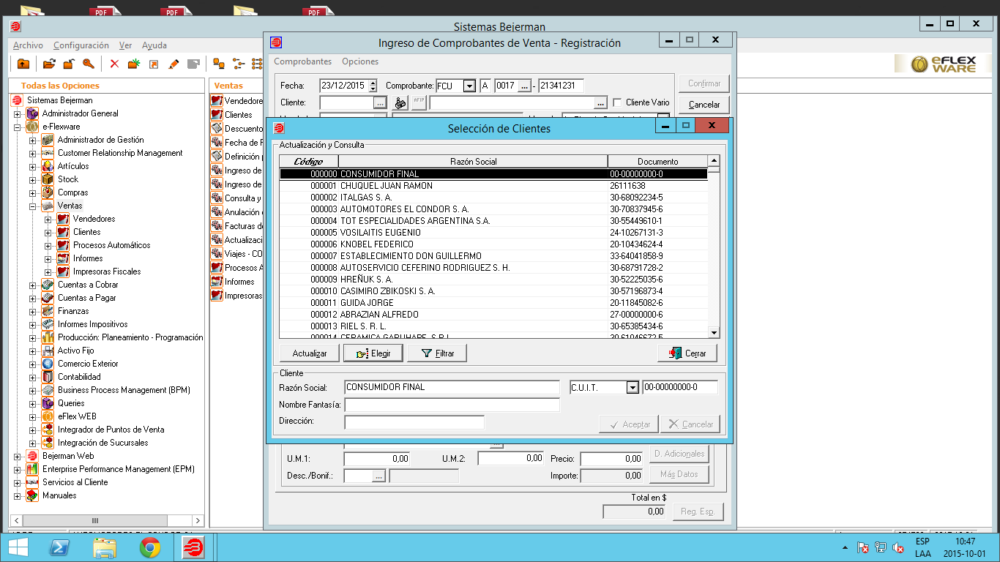 PDF
PDF
PDF
Sistemas Bejerman
Archivo Configuración Ver Ayuda
eFLEX WARE
Todas las Opciones
Sistemas Bejerman
Administrador General
e-Flexware
Administrador de Gestión
Customer Relationship Management
Artículos
Stock
Compras
Ventas
Vendedores
Clientes
Procesos Automáticos
Informes
Impresoras Fiscales
Cuentas a Cobrar
Cuentas a Pagar
Finanzas
Informes Impositivos
Producción: Planeamiento - Programación
Activo Fijo
Comercio Exterior
Contabilidad
Business Process Management (BPM)
Queries
eFlex WEB
Integrador de Puntos de Venta
Integración de Sucursales
Bejerman Web
Enterprise Performance Management (EPM)
Servicios al Cliente
Manuales
Ventas
Vendedore
Clientes
Descuento
Fecha de F
Definición p
Ingreso de
Ingreso de
Consulta y
Anulación
Facturas d
Actualizaci
Viajes - CO
Procesos A
Informes
Impresoras
Ingreso de Comprobantes de Venta - Registración
Comprobantes Opciones
Fecha: 23/12/2015 Comprobante: FCU A 0017 ... - 21341231 Confirmar
Cliente: ... AFIP ... Cliente Vario Cancelar
Selección de Clientes
Actualización y Consulta
Código Razón Social Documento
000000 CONSUMIDOR FINAL 00-00000000-0
000001 CHUQUEL JUAN RAMON 26111638
000002 ITALGAS S. A. 30-68092234-5
000003 AUTOMOTORES EL CONDOR S. A. 30-70837945-6
000004 TOT ESPECIALIDADES ARGENTINA S.A. 30-55449610-1
000005 VOSILAITIS EUGENIO 24-10267131-3
000006 KNOBEL FEDERICO 20-10434624-4
000007 ESTABLECIMIENTO DON GUILLERMO 33-64041858-9
000008 AUTOSERVICIO CEFERINO RODRIGUEZ S. H. 30-68791728-2
000009 HREÑUK S. A. 30-52225035-6
000010 CASIMIRO ZBIKOSKI S. A. 30-57196873-4
000011 GUIDA JORGE 20-11845082-6
000012 ABRAZIAN ALFREDO 27-00000000-6
000013 RIEL S. R. L. 30-65385434-6
Actualizar Elegir Filtrar Cerrar
Cliente
Razón Social: CONSUMIDOR FINAL C.U.I.T. 00-00000000-0
Nombre Fantasía:
Dirección: Aceptar Cancelar
U.M.1: 0,00 U.M.2: 0,00 Precio: 0,00 D. Adicionales
Desc./Bonif.: ... Importe: 0,00 Más Datos
Total en $
0,00 Reg. Esp.
ESP 10:47
LAA 2015-10-01